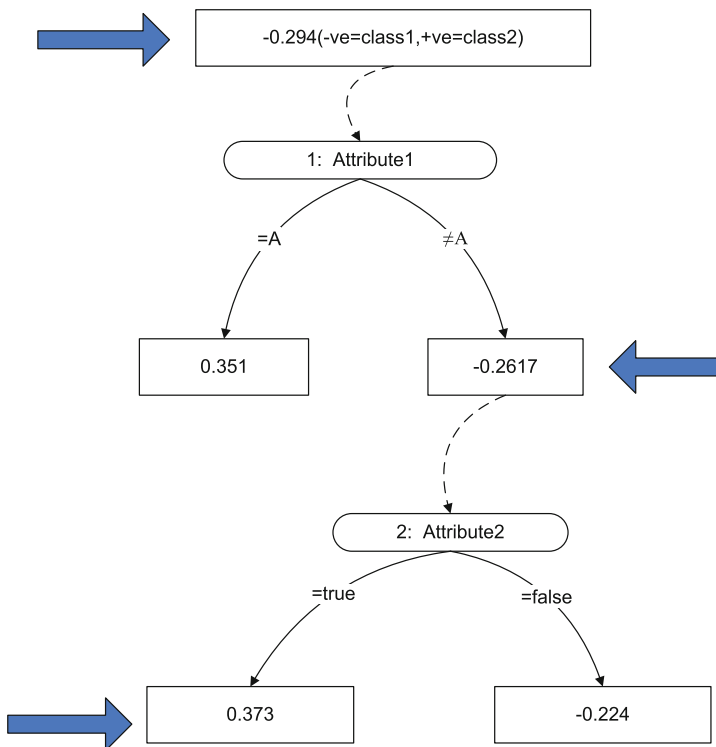 -0.294(-ve=class1,+ve=class2)
1: Attribute1
=A
≠A
0.351
-0.2617
2: Attribute2
=true
=false
0.373
-0.224